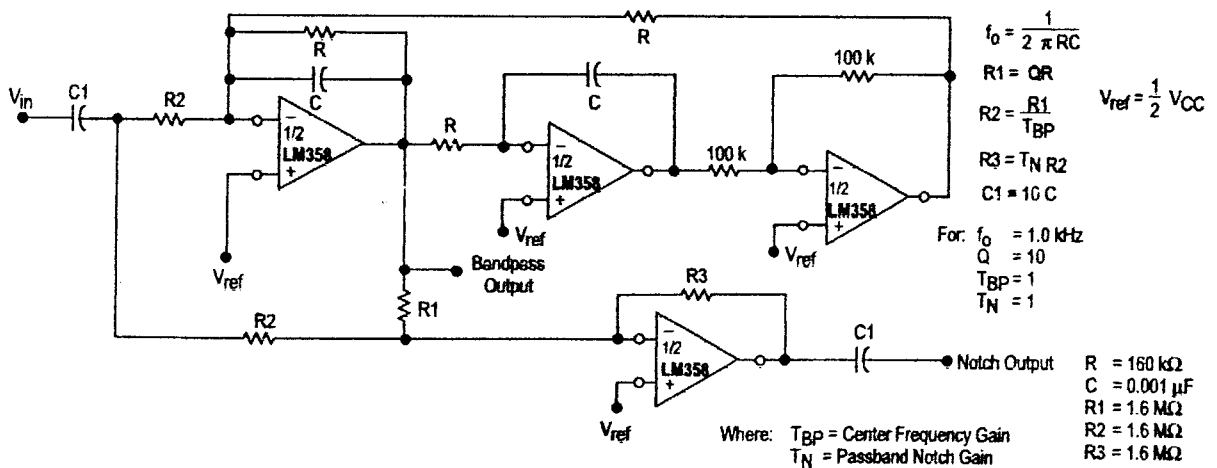 R
R
C
C1
V_in
R2
−
1/2
LM358
+
V_ref
R
C
−
1/2
LM358
+
V_ref
100 k
100 k
−
1/2
LM358
+
V_ref
Bandpass
Output
R1
R2
R3
−
1/2
LM358
+
V_ref
C1
Notch Output
f_o = 1 / 2 π RC
R1 = QR
R2 = R1 / T_BP
R3 = T_N R2
C1 = 10 C
V_ref = 1/2 V_CC
For: f_o = 1.0 kHz
Q = 10
T_BP = 1
T_N = 1
R = 160 kΩ
C = 0.001 µF
R1 = 1.6 MΩ
R2 = 1.6 MΩ
R3 = 1.6 MΩ
Where: T_BP = Center Frequency Gain
T_N = Passband Notch Gain